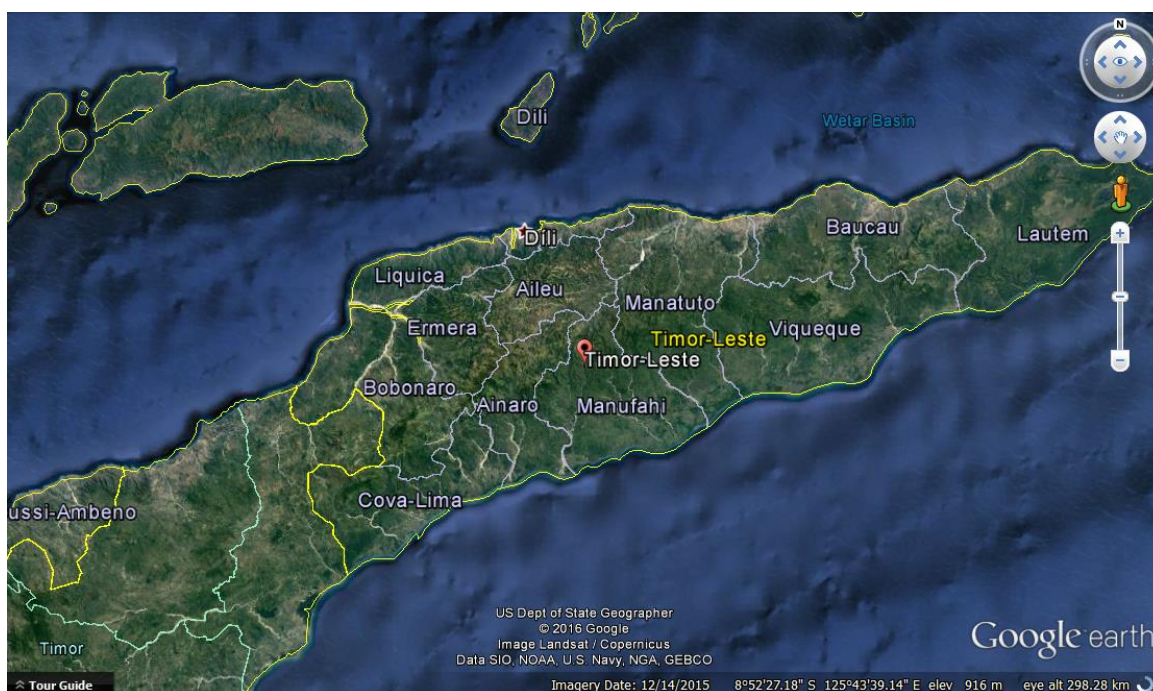 N
Dili
Wetar Basin
Dili
Baucau
Lautem
Liquica
Aileu
Manatuto
Ermera
Timor-Leste
Viqueque
Timor-Leste
Bobonaro
Ainaro
Manufahi
Cova-Lima
ussi-Ambeno
US Dept of State Geographer
© 2016 Google
Image Landsat / Copernicus
Data SIO, NOAA, U.S. Navy, NGA, GEBCO
Google earth
Timor
Tour Guide
Imagery Date: 12/14/2015 8°52'27.18" S 125°43'39.14" E elev 916 m eye alt 298.28 km